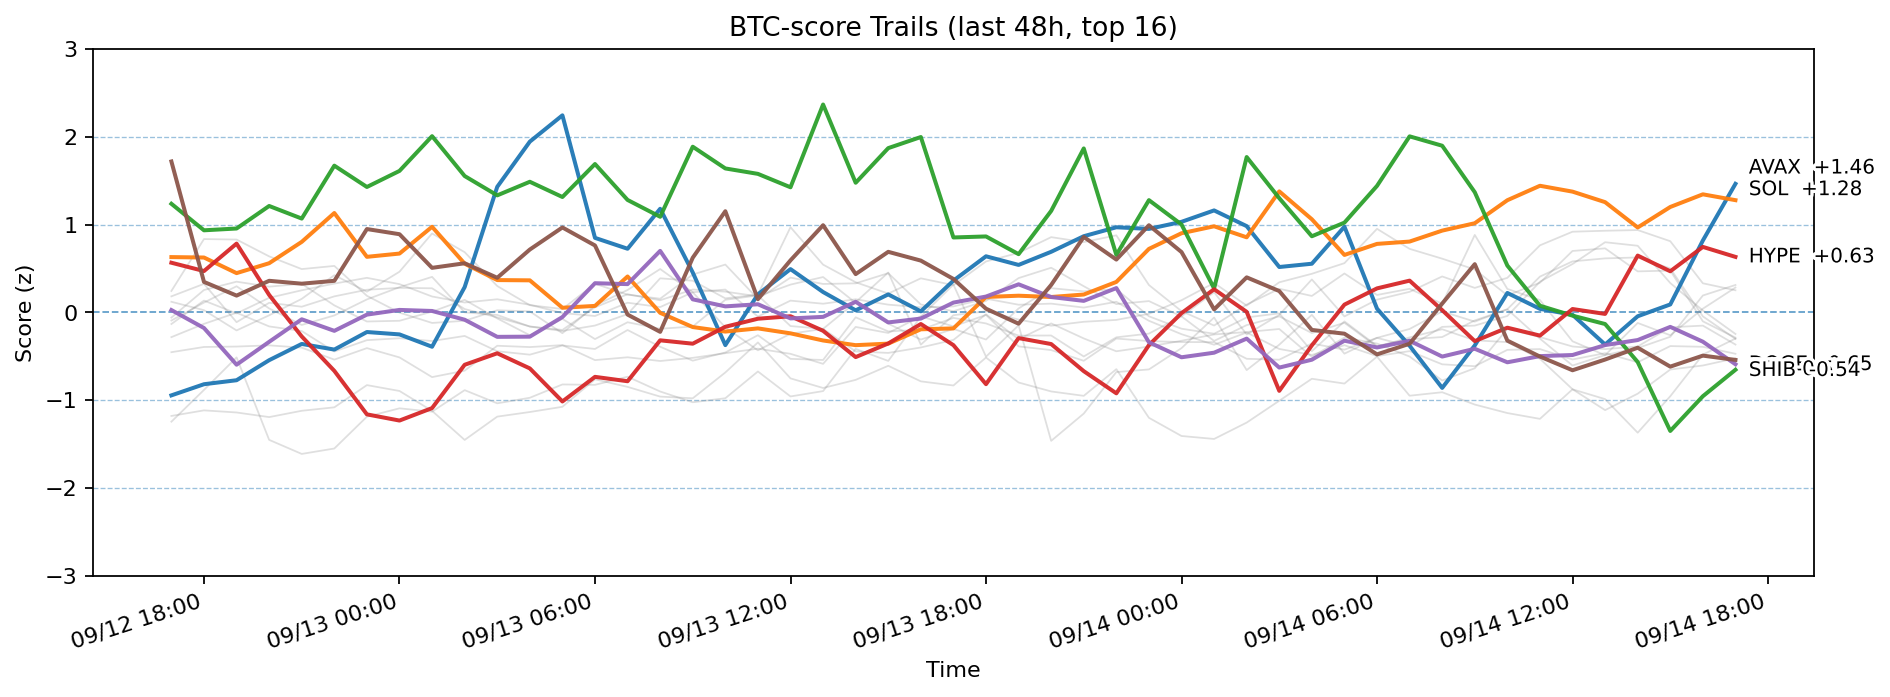 BTC-score Trails (last 48h, top 16)
3
2
1
0
−1
−2
−3
Score (z)
AVAX +1.46
SOL +1.28
HYPE +0.63
SHIB-0.54
09/12 18:00
09/13 00:00
09/13 06:00
09/13 12:00
09/13 18:00
09/14 00:00
09/14 06:00
09/14 12:00
09/14 18:00
Time